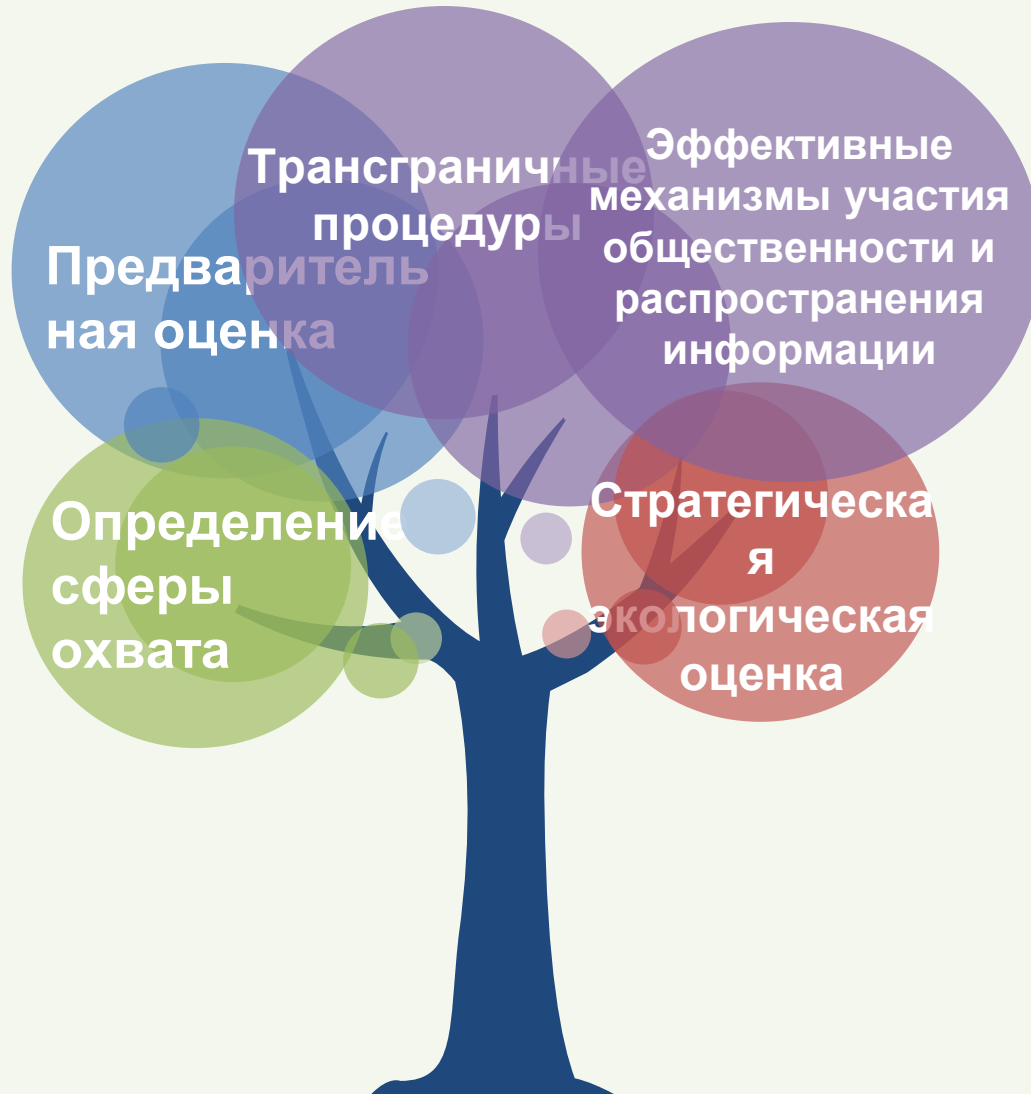 Трансграничные
процедуры
Эффективные
механизмы участия
общественности и
распространения
информации
Предваритель
ная оценка
Определение
сферы
охвата
Стратегическа
я
экологическая
оценка